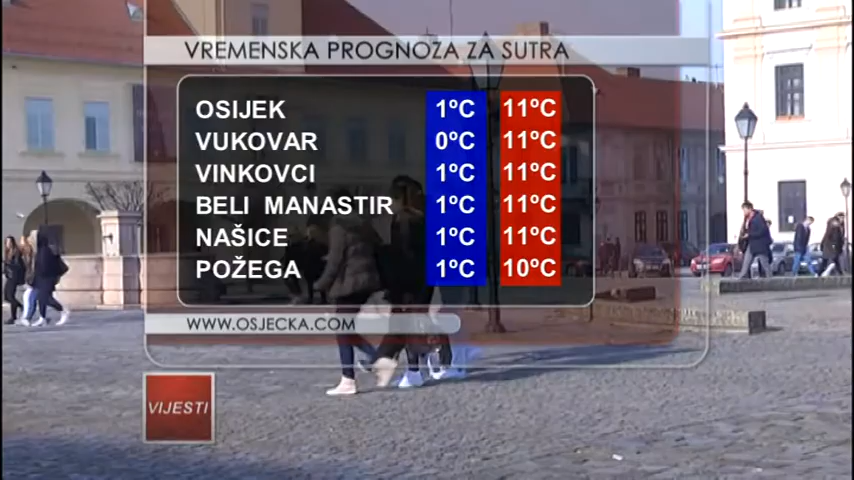 VREMENSKA PROGNOZA ZA SUTRA
OSIJEK 1ºC 11ºC
VUKOVAR 0ºC 11ºC
VINKOVCI 1ºC 11ºC
BELI MANASTIR 1ºC 11ºC
NAŠICE 1ºC 11ºC
POŽEGA 1ºC 10ºC
WWW.OSJECKA.COM
VIJESTI